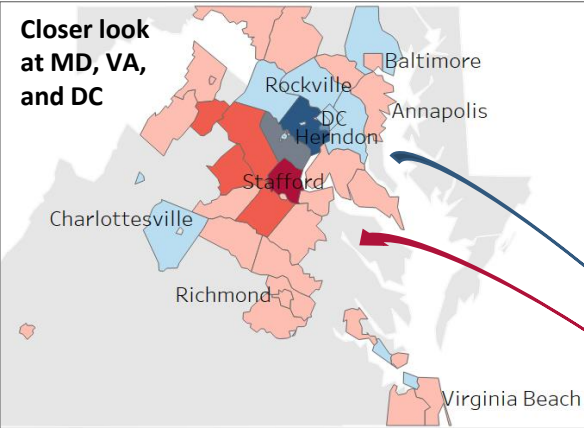 Closer look
at MD, VA,
and DC
Baltimore
Rockville
Annapolis
DC
Herndon
Stafford
Charlottesville
Richmond
Virginia Beach